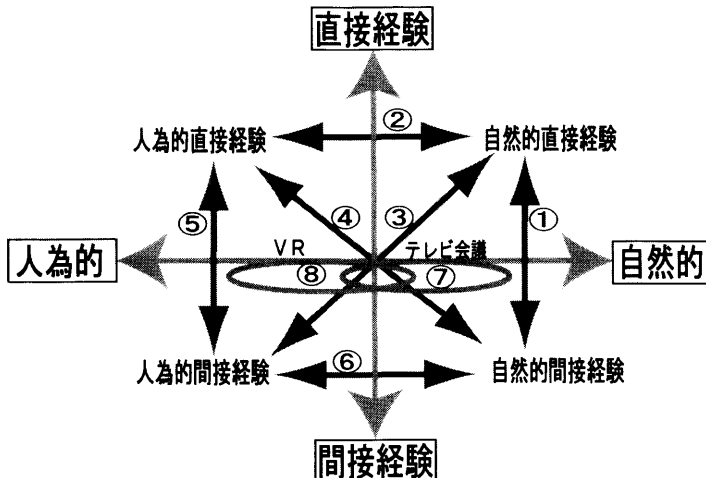 直接経験
②
人為的直接経験
自然的直接経験
⑤
④
③
①
VR
テレビ会議
人為的
⑧
⑦
自然的
人為的間接経験
⑥
自然的間接経験
間接経験